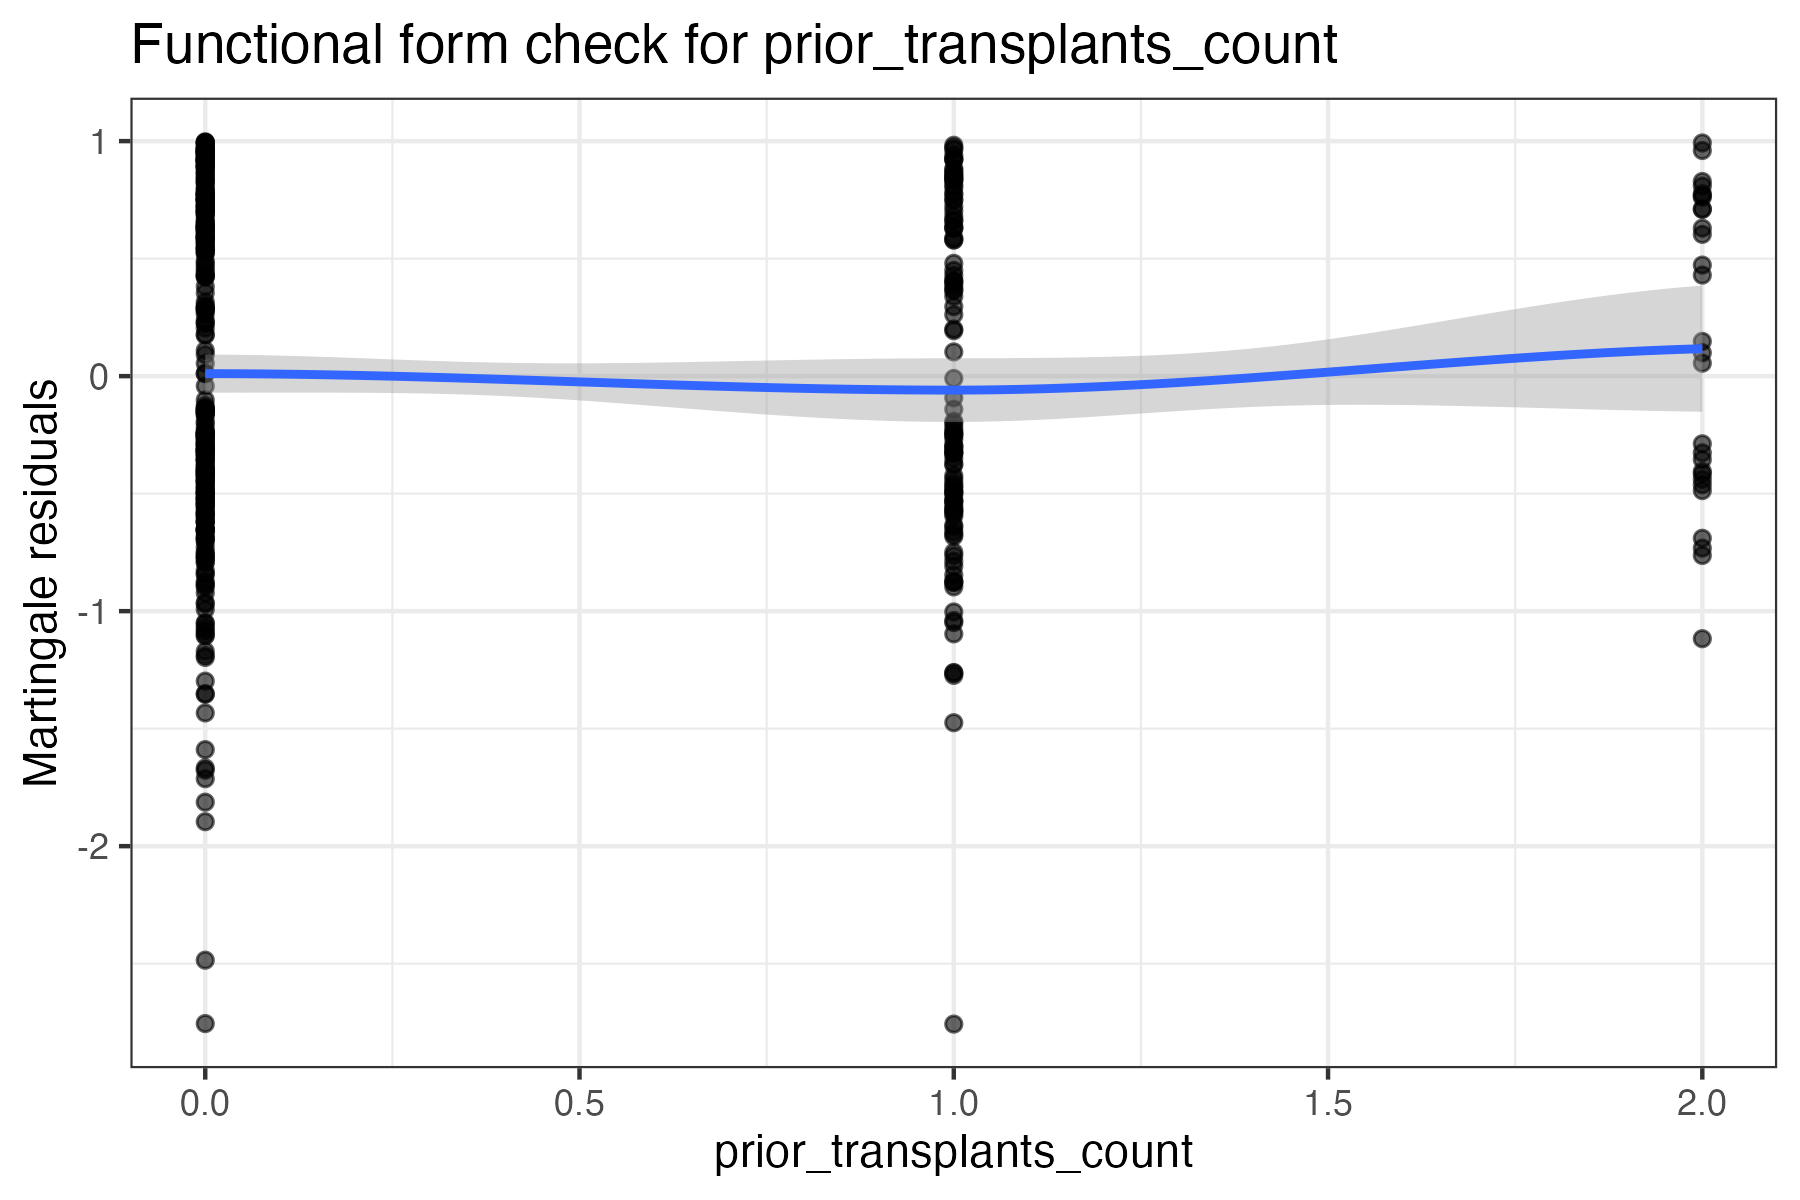 Functional form check for prior_transplants_count
1
0
-1
-2
Martingale residuals
0.0 0.5 1.0 1.5 2.0
prior_transplants_count